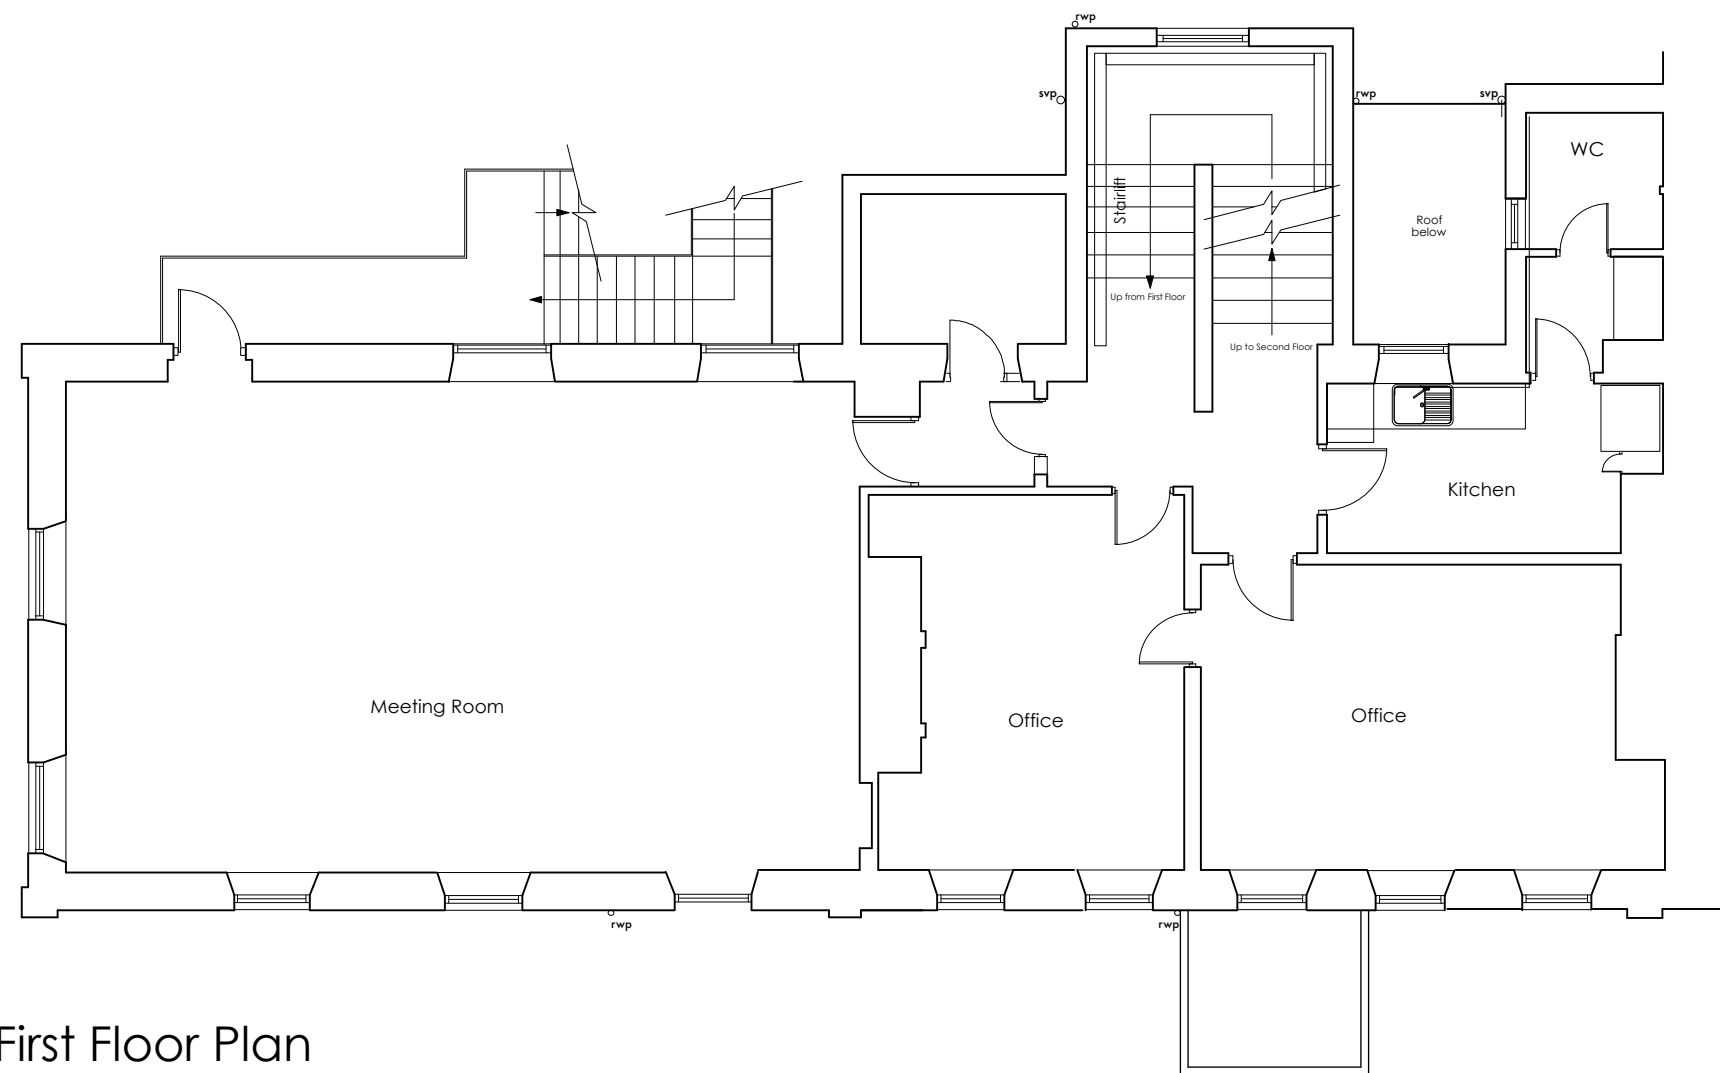 rwp
svp
rwp
svp
WC
Stairlift
Roof
below
Up from First Floor
Up to Second Floor
Kitchen
Meeting Room
Office
Office
rwp
rwp
First Floor Plan